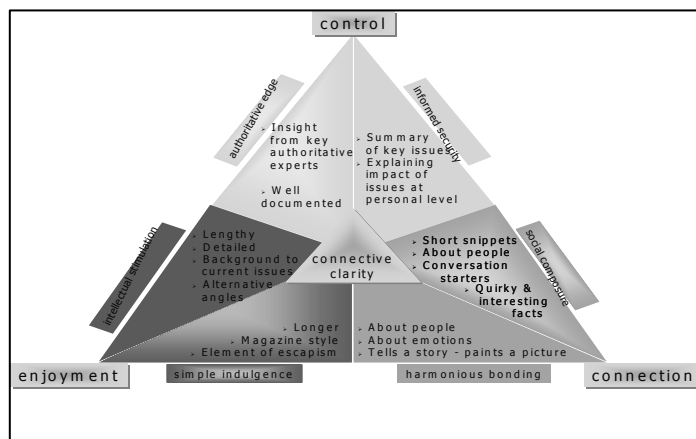 control
authoritative edge
informed security
➢ Insight
from key
authoritative
experts
➢ Well
documented
➢ Summary
of key issues
➢ Explaining
impact of
issues at
personal level
intellectual stimulation
➢ Lengthy
➢ Detailed
➢ Background to
current issues
➢ Alternative
angles
connective
clarity
➢ Short snippets
➢ About people
➢ Conversation
starters
➢ Quirky &
interesting
facts
social composure
➢ Longer
➢ Magazine style
➢ Element of escapism
➢ About people
➢ About emotions
➢ Tells a story - paints a picture
enjoyment
simple indulgence
harmonious bonding
connection